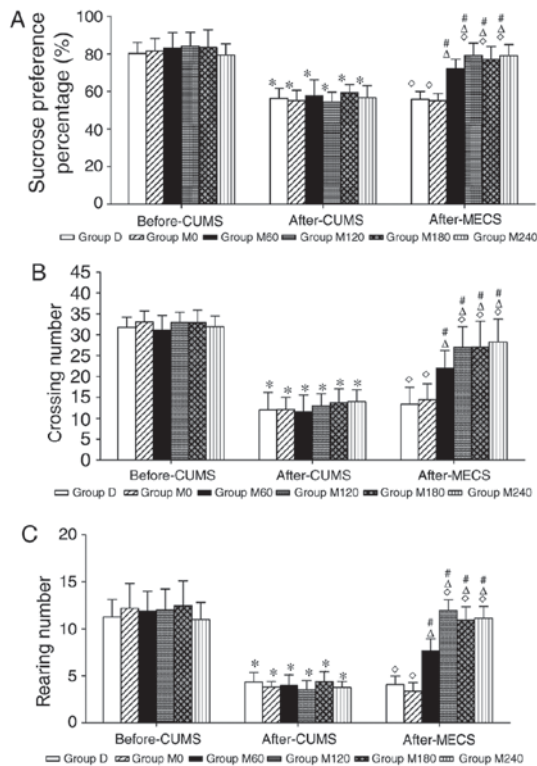 A
Sucrose preference
percentage (%)
100
80
60
40
20
0
# # # #
Δ Δ Δ Δ
◇ ◇ ◇ ◇ ◇
* * * * * *
Before-CUMS After-CUMS After-MECS
Group D Group M0 Group M60 Group M120 Group M180 Group M240
B
Crossing number
45
40
35
30
25
20
15
10
5
0
# # # #
Δ Δ Δ Δ
◇ ◇ ◇ ◇ ◇
* * * * * *
Before-CUMS After-CUMS After-MECS
Group D Group M0 Group M60 Group M120 Group M180 Group M240
C
Rearing number
20
15
10
5
0
# # # #
Δ Δ Δ Δ
◇ ◇ ◇ ◇ ◇
* * * * * *
Before-CUMS After-CUMS After-MECS
Group D Group M0 Group M60 Group M120 Group M180 Group M240